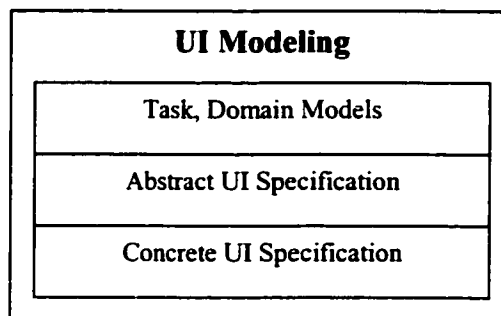 UI Modeling
Task, Domain Models
Abstract UI Specification
Concrete UI Specification